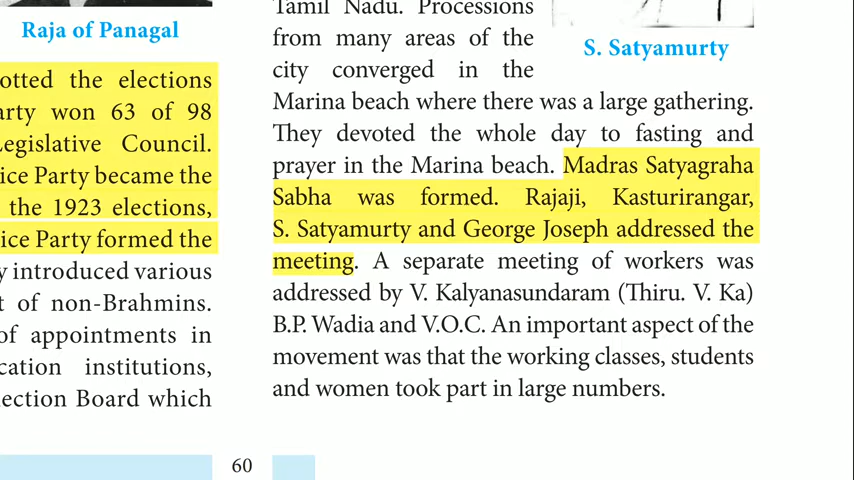 Raja of Panagal
otted the elections
arty won 63 of 98
egislative Council.
ice Party became the
the 1923 elections,
ice Party formed the
y introduced various
t of non-Brahmins.
of appointments in
cation institutions,
lection Board which
Tamil Nadu. Processions
from many areas of the
city converged in the
S. Satyamurty
Marina beach where there was a large gathering.
They devoted the whole day to fasting and
prayer in the Marina beach. Madras Satyagraha
Sabha was formed. Rajaji, Kasturirangar,
S. Satyamurty and George Joseph addressed the
meeting. A separate meeting of workers was
addressed by V. Kalyanasundaram (Thiru. V. Ka)
B.P. Wadia and V.O.C. An important aspect of the
movement was that the working classes, students
and women took part in large numbers.
60